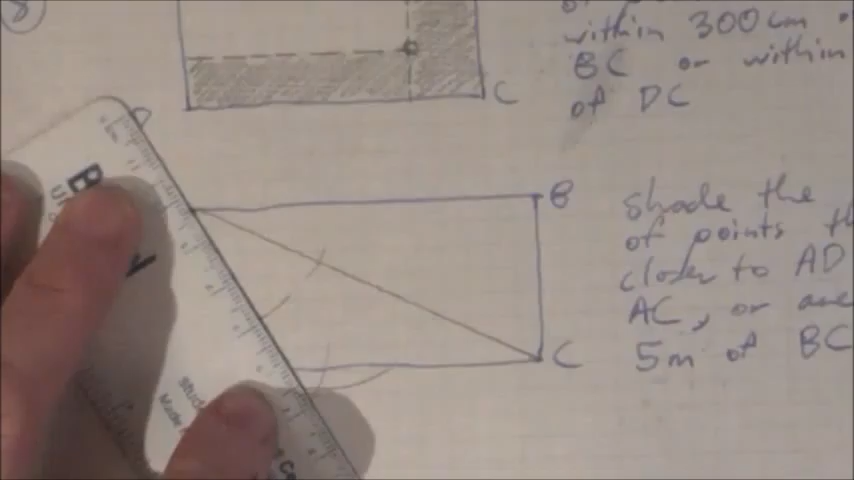 8
within 300cm
BC or within
C of DC
D
B
shade the
of points
closer to AD
AC, or are
C 5m of BC